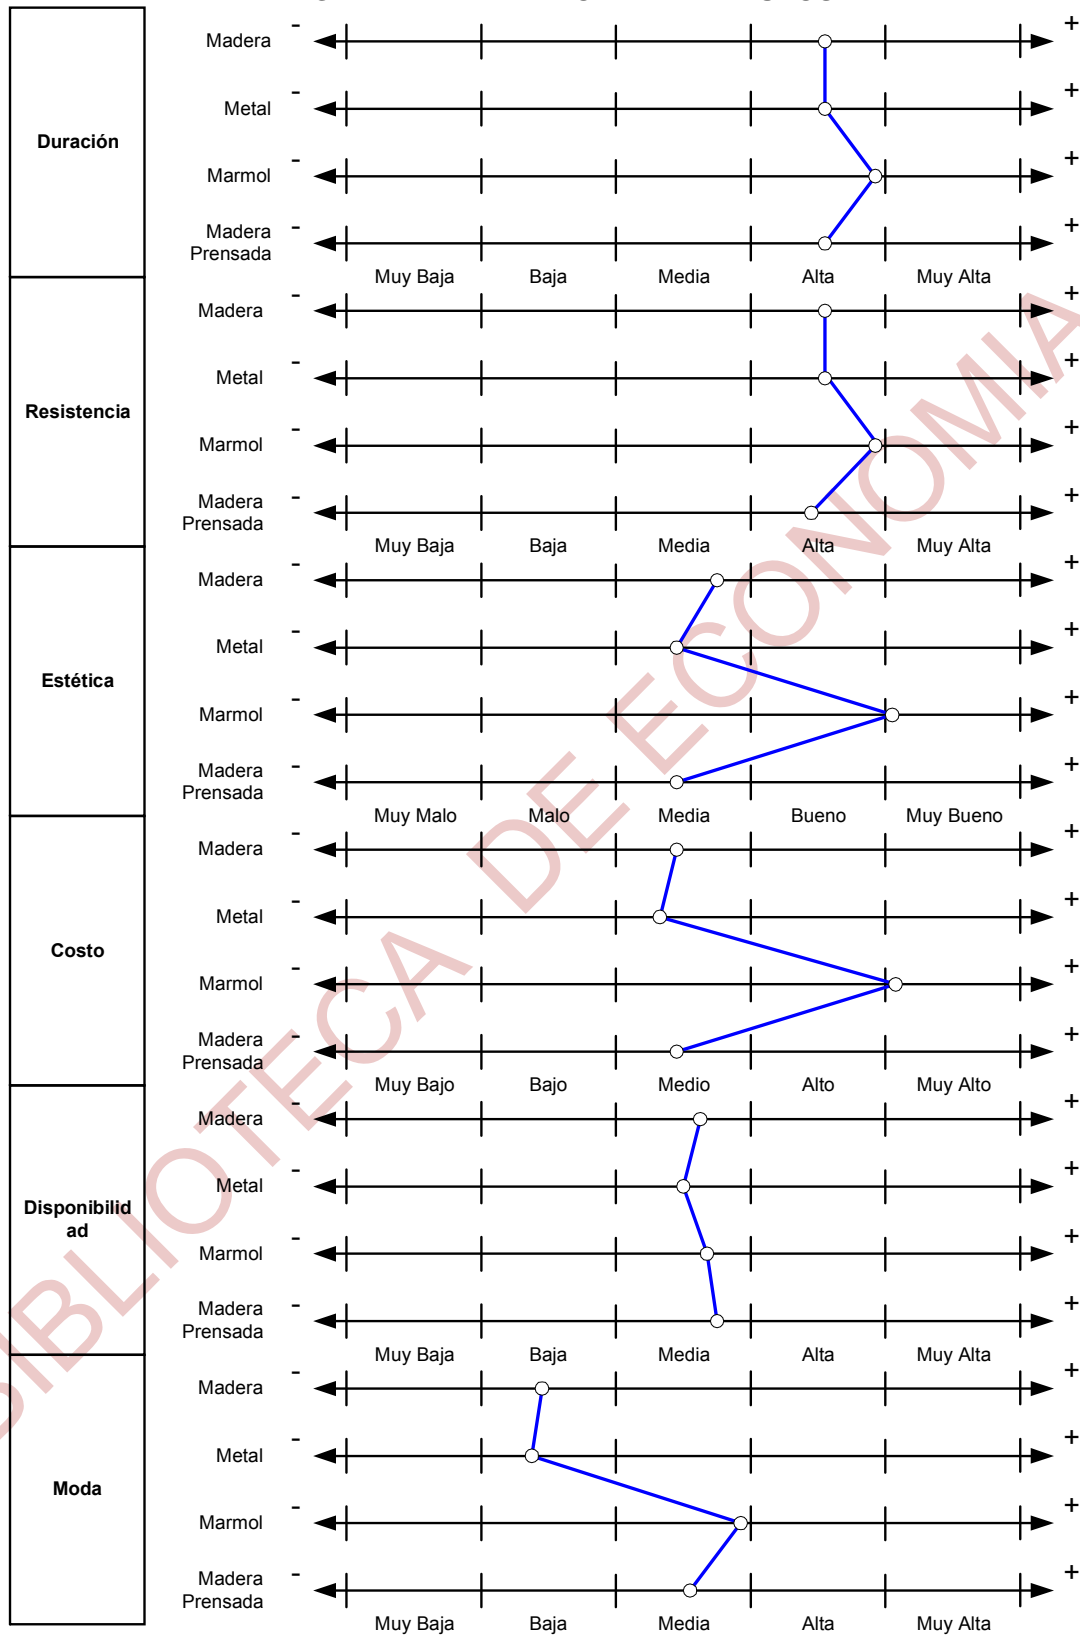 - Madera +
- Metal +
Duración
- Marmol +
- Madera +
Prensada
Muy Baja Baja Media Alta Muy Alta
- Madera +
- Metal +
Resistencia
- Marmol +
- Madera +
Prensada
Muy Baja Baja Media Alta Muy Alta
- Madera +
- Metal +
Estética
- Marmol +
- Madera +
Prensada
Muy Malo Malo Media Bueno Muy Bueno
- Madera +
- Metal +
Costo
- Marmol +
- Madera +
Prensada
Muy Bajo Bajo Medio Alto Muy Alto
- Madera +
- Metal +
Disponibilid
ad
- Marmol +
- Madera +
Prensada
Muy Baja Baja Media Alta Muy Alta
- Madera +
- Metal +
Moda
- Marmol +
- Madera +
Prensada
Muy Baja Baja Media Alta Muy Alta
BIBLIOTECA DE ECONOMIA